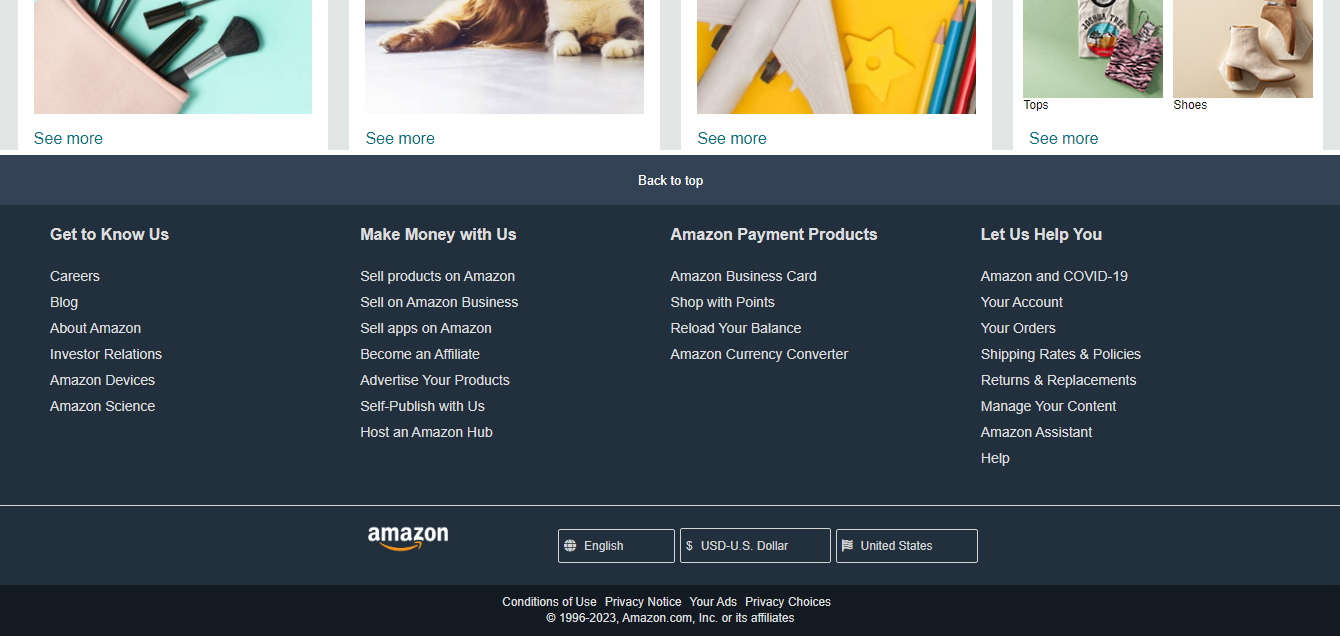 JOSHUA TREE
Tops
Shoes
See more
See more
See more
See more
Back to top
Get to Know Us
Careers
Blog
About Amazon
Investor Relations
Amazon Devices
Amazon Science
Make Money with Us
Sell products on Amazon
Sell on Amazon Business
Sell apps on Amazon
Become an Affiliate
Advertise Your Products
Self-Publish with Us
Host an Amazon Hub
Amazon Payment Products
Amazon Business Card
Shop with Points
Reload Your Balance
Amazon Currency Converter
Let Us Help You
Amazon and COVID-19
Your Account
Your Orders
Shipping Rates & Policies
Returns & Replacements
Manage Your Content
Amazon Assistant
Help
amazon
English
$ USD-U.S. Dollar
United States
Conditions of Use Privacy Notice Your Ads Privacy Choices
© 1996-2023, Amazon.com, Inc. or its affiliates